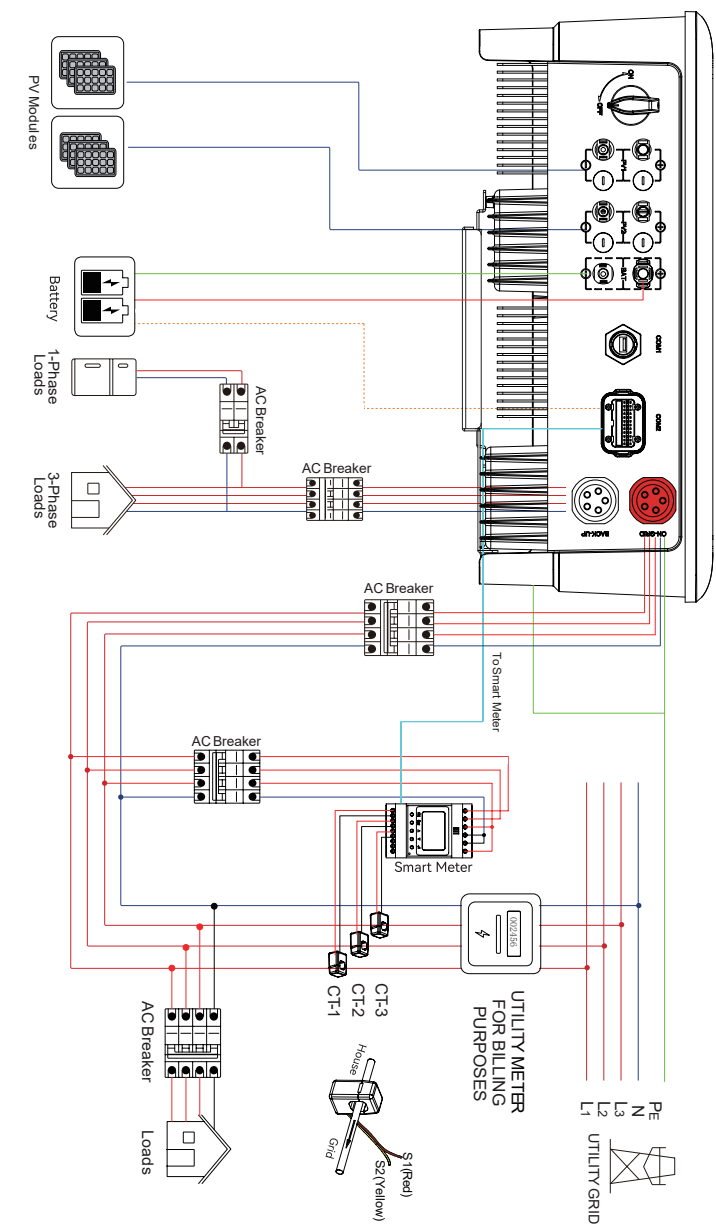 PV Modules
Battery
1-Phase
Loads
3-Phase
Loads
AC Breaker
AC Breaker
ON
OFF
PV1
PV2
BAT
COM1
COM2
BACK-UP
ON-GRID
AC Breaker
To Smart Meter
AC Breaker
Smart Meter
002456
UTILITY METER
FOR BILLING
PURPOSES
CT-1
CT-2
CT-3
AC Breaker
Loads
House
Grid
S1(Red)
S2(Yellow)
PE
N
L3
L2
L1
UTILITY GRID